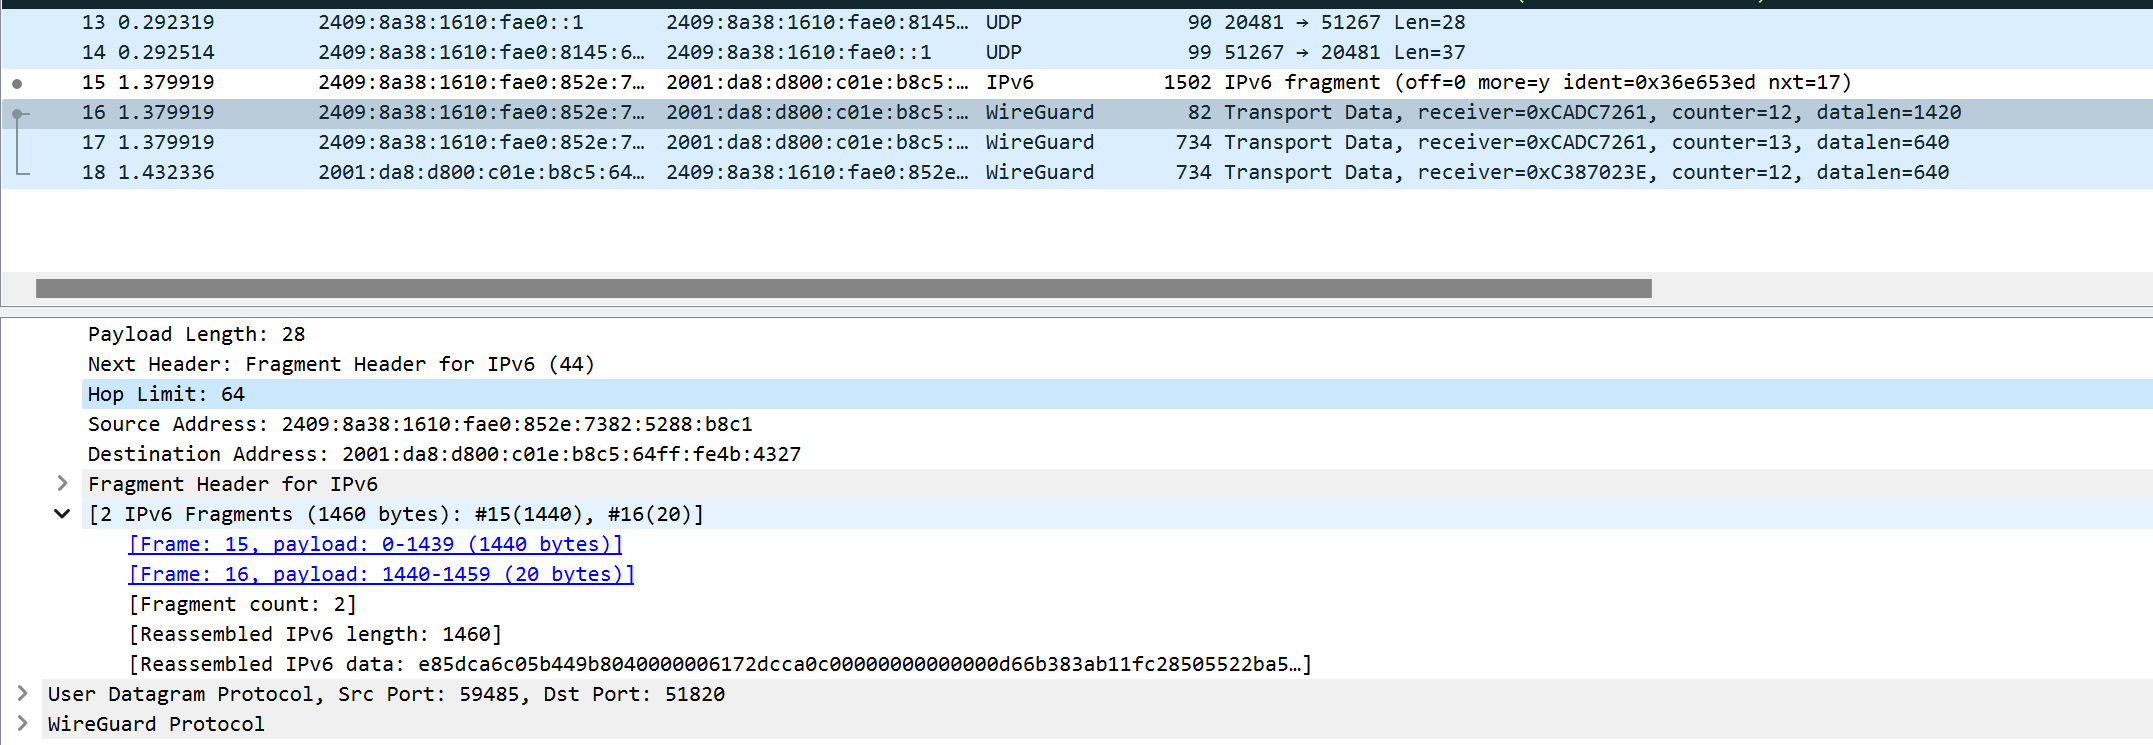 13 0.292319 2409:8a38:1610:fae0::1 2409:8a38:1610:fae0:8145… UDP 90 20481 → 51267 Len=28
14 0.292514 2409:8a38:1610:fae0:8145:6… 2409:8a38:1610:fae0::1 UDP 99 51267 → 20481 Len=37
15 1.379919 2409:8a38:1610:fae0:852e:7… 2001:da8:d800:c01e:b8c5:… IPv6 1502 IPv6 fragment (off=0 more=y ident=0x36e653ed nxt=17)
16 1.379919 2409:8a38:1610:fae0:852e:7… 2001:da8:d800:c01e:b8c5:… WireGuard 82 Transport Data, receiver=0xCADC7261, counter=12, datalen=1420
17 1.379919 2409:8a38:1610:fae0:852e:7… 2001:da8:d800:c01e:b8c5:… WireGuard 734 Transport Data, receiver=0xCADC7261, counter=13, datalen=640
18 1.432336 2001:da8:d800:c01e:b8c5:64… 2409:8a38:1610:fae0:852e… WireGuard 734 Transport Data, receiver=0xC387023E, counter=12, datalen=640
Payload Length: 28
Next Header: Fragment Header for IPv6 (44)
Hop Limit: 64
Source Address: 2409:8a38:1610:fae0:852e:7382:5288:b8c1
Destination Address: 2001:da8:d800:c01e:b8c5:64ff:fe4b:4327
Fragment Header for IPv6
[2 IPv6 Fragments (1460 bytes): #15(1440), #16(20)]
[Frame: 15, payload: 0-1439 (1440 bytes)]
[Frame: 16, payload: 1440-1459 (20 bytes)]
[Fragment count: 2]
[Reassembled IPv6 length: 1460]
[Reassembled IPv6 data: e85dca6c05b449b8040000006172dcca0c00000000000000d66b383ab11fc28505522ba5…]
User Datagram Protocol, Src Port: 59485, Dst Port: 51820
WireGuard Protocol